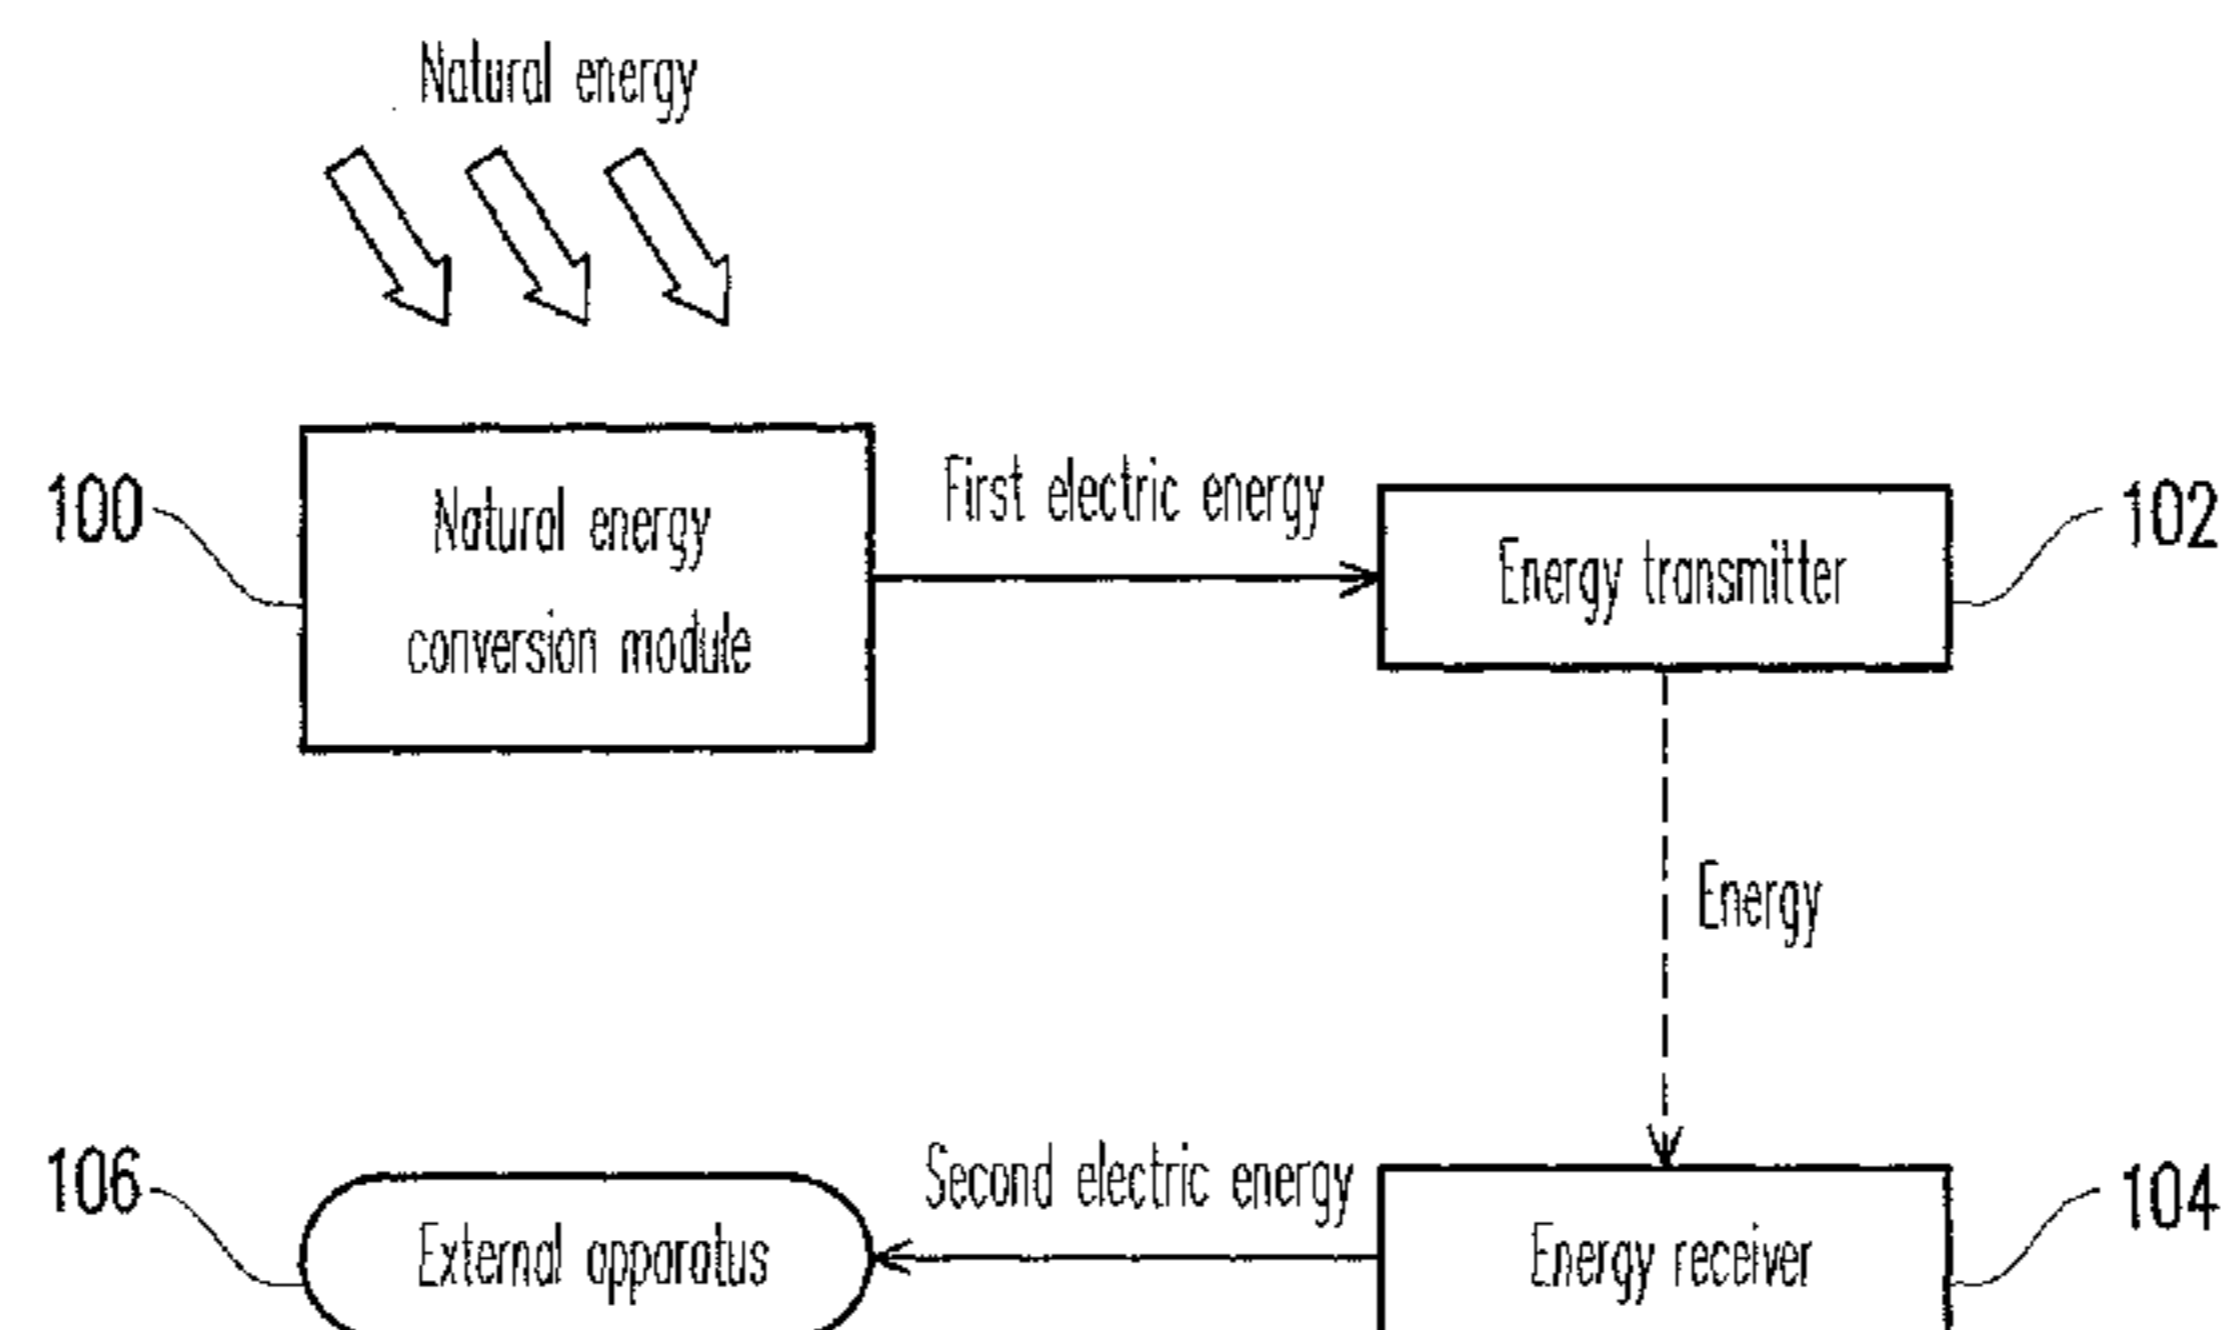 Natural energy
100
Natural energy
conversion module
First electric energy
Energy transmitter
102
Energy
106
External apparatus
Second electric energy
Energy receiver
104